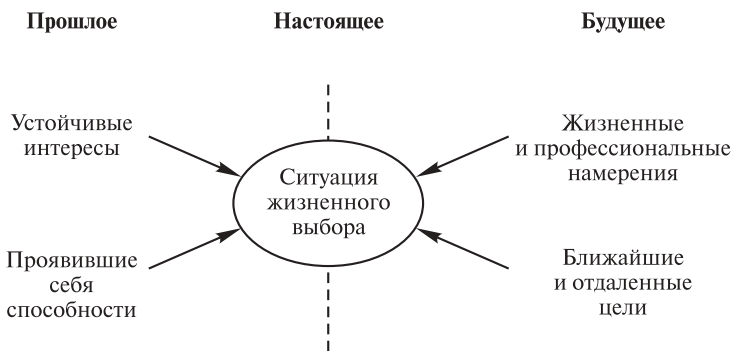 Прошлое
Настоящее
Будущее
Устойчивые
интересы
Жизненные
и профессиональные
намерения
Ситуация
жизненного
выбора
Проявившие
себя
способности
Ближайшие
и отдаленные
цели